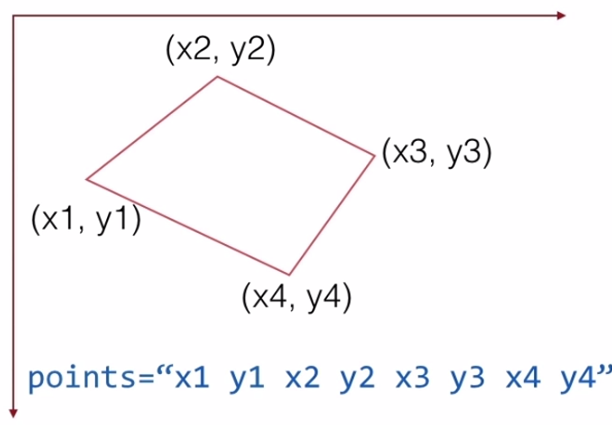 (x2, y2)
(x3, y3)
(x1, y1)
(x4, y4)
points=“x1 y1 x2 y2 x3 y3 x4 y4”